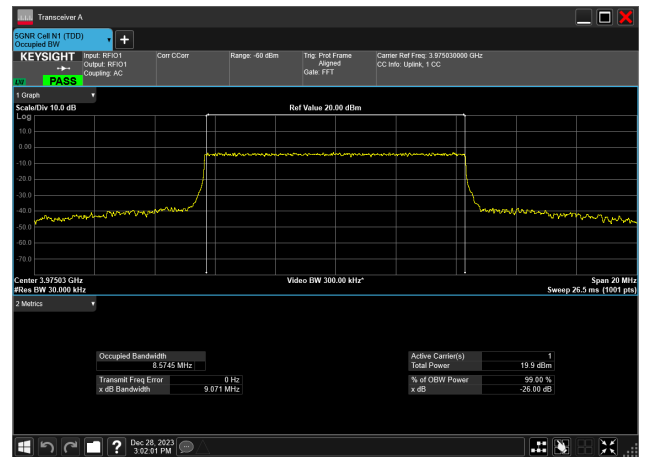 Transceiver A
5GNR Cell N1 (TDD)
Occupied BW
KEYSIGHT
LW PASS
Input: RFIO1
Output: RFIO1
Coupling: AC
Corr CCorr
Range: -60 dBm
Trig: Prot Frame
Aligned
Gate: FFT
Carrier Ref Freq: 3.975030000 GHz
CC Info: Uplink, 1 CC
1 Graph
Scale/Div 10.0 dB
Ref Value 20.00 dBm
Log
10.0
0.00
-10.0
-20.0
-30.0
-40.0
-50.0
-60.0
-70.0
Center 3.97503 GHz
Video BW 300.00 kHz*
Span 20 MHz
#Res BW 30.000 kHz
Sweep 26.5 ms (1001 pts)
2 Metrics
Occupied Bandwidth
8.5745 MHz
Transmit Freq Error 0 Hz
x dB Bandwidth 9.071 MHz
Active Carrier(s) 1
Total Power 19.9 dBm
% of OBW Power 99.00 %
x dB -26.00 dB
?
Dec 28, 2023
3:02:01 PM